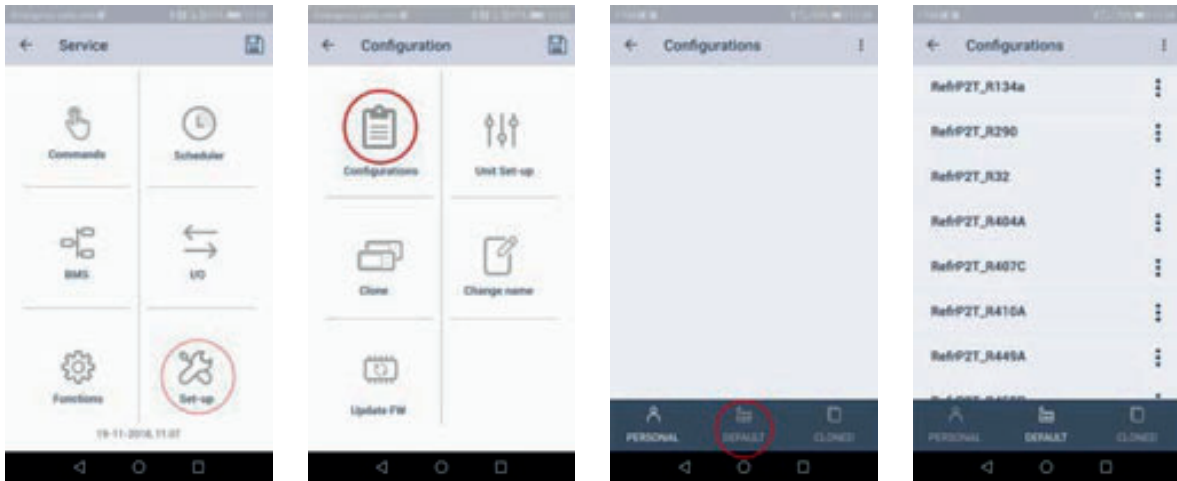 Service
Commands
Scheduler
BMS
I/O
Functions
Set-up
19-11-2018, 11:07
Configuration
Configurations
Unit Set-up
Clone
Change name
Update FW
Configurations
PERSONAL
DEFAULT
CLONED
Configurations
RefrP2T_R134a
RefrP2T_R290
RefrP2T_R32
RefrP2T_R404A
RefrP2T_R407C
RefrP2T_R410A
RefrP2T_R449A
PERSONAL
DEFAULT
CLONED